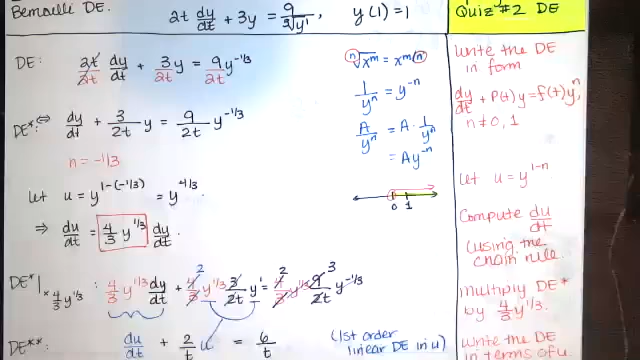 Bernoulli DE. 2t dy/dt + 3y = 9/∛y, y(1) = 1
DE: 2t/2t dy/dt + 3/2t y = 9/2t y^-1/3
DE* ⇔ dy/dt + 3/2t y = 9/2t y^-1/3
n = -1/3
let u = y^1-(-1/3) = y^4/3
⇒ du/dt = 4/3 y^1/3 dy/dt.
DE*|× 4/3 y^1/3 : 4/3 y^1/3 dy/dt + 4/3 2 y^1/3 3/2t y' = 4/3 2 y^1/3 9/2t 3 y^-1/3
DE** du/dt + 2/t u = 6/t (1st order linear DE in u)
ⁿ√x^m = x^m/n
1/y^n = y^-n
A/y^n = A · 1/y^n
= Ay^-n
0 1
Quiz #2 DE
Write the DE
in form
dy/dt + P(t)y = f(t)y^n,
n ≠ 0, 1
let u = y^1-n
Compute du/dt
(using the
chain rule.
Multiply DE*
by 4/3 y^1/3.
Write the DE
in terms of u